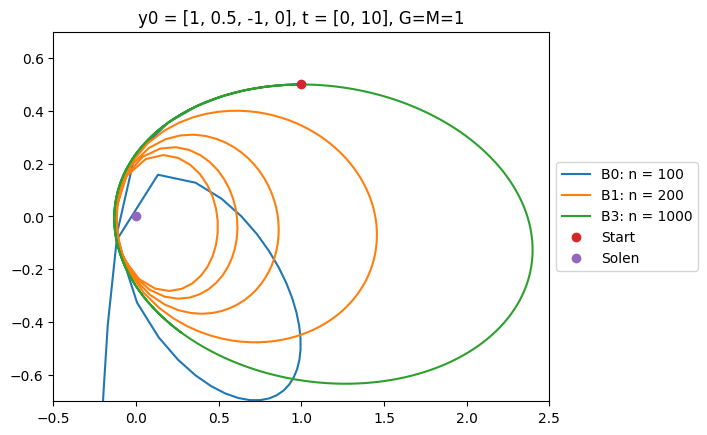 y0 = [1, 0.5, -1, 0], t = [0, 10], G=M=1
0.6
0.4
0.2
0.0
-0.2
-0.4
-0.6
-0.5
0.0
0.5
1.0
1.5
2.0
2.5
B0: n = 100
B1: n = 200
B3: n = 1000
Start
Solen